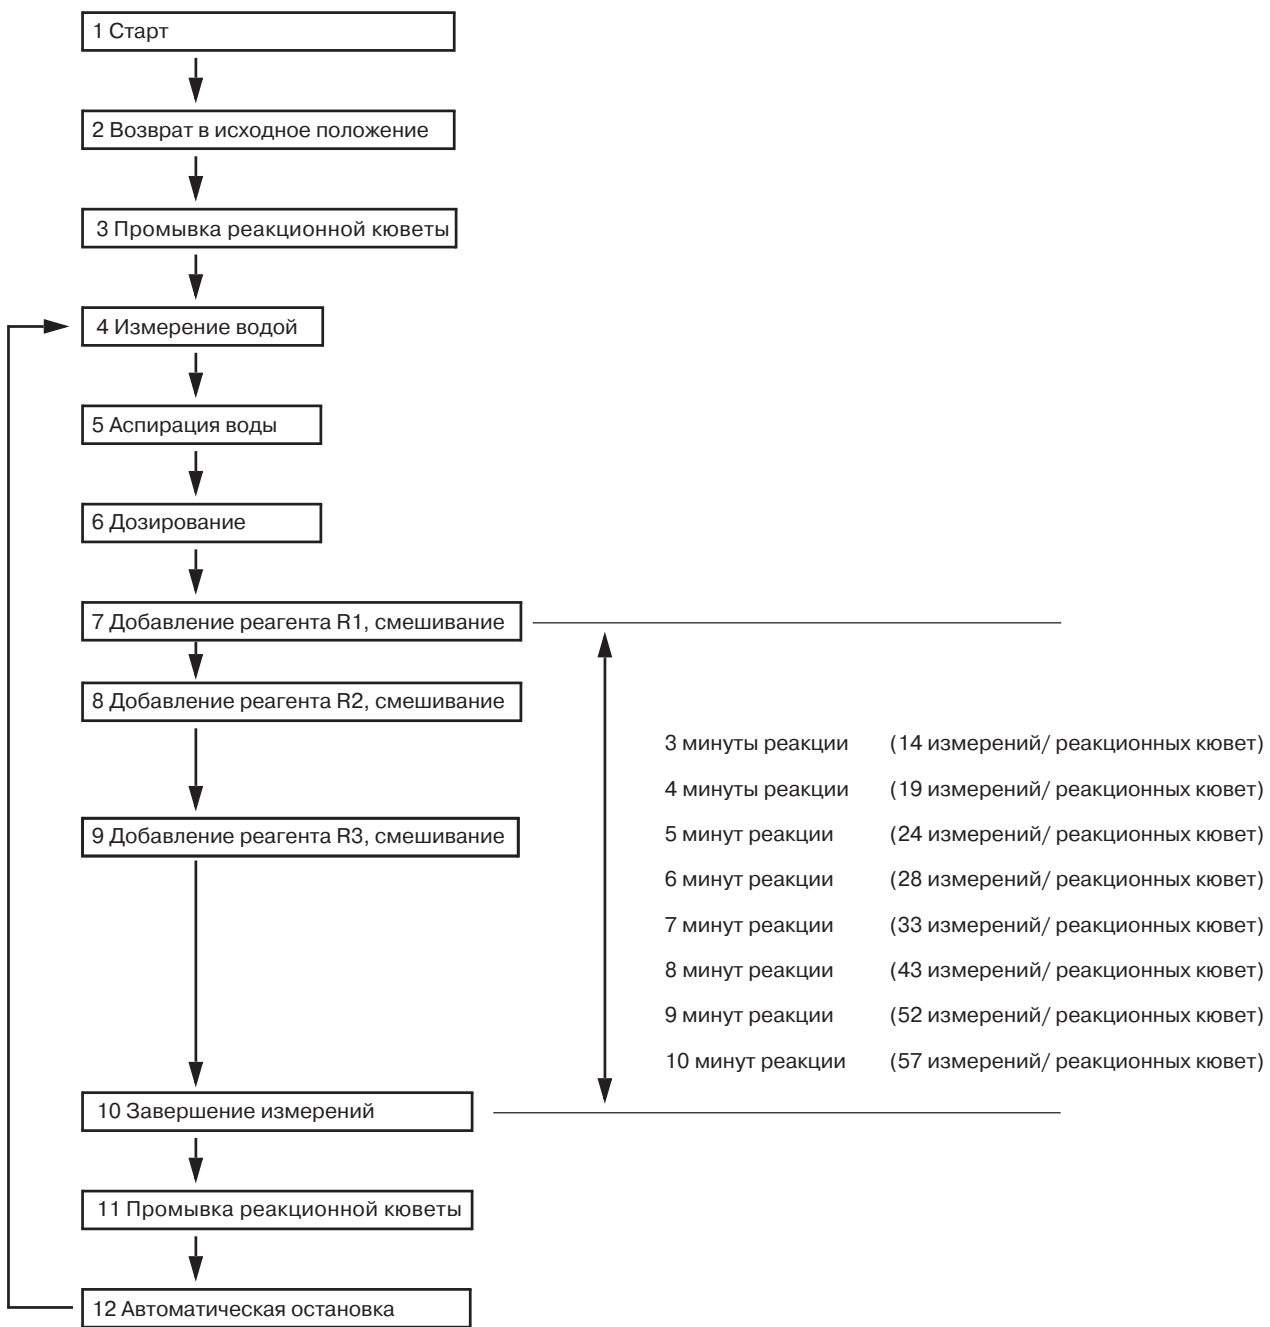 1 Старт
2 Возврат в исходное положение
3 Промывка реакционной кюветы
4 Измерение водой
5 Аспирация воды
6 Дозирование
7 Добавление реагента R1, смешивание
8 Добавление реагента R2, смешивание
3 минуты реакции (14 измерений/ реакционных кювет)
4 минуты реакции (19 измерений/ реакционных кювет)
9 Добавление реагента R3, смешивание
5 минут реакции (24 измерений/ реакционных кювет)
6 минут реакции (28 измерений/ реакционных кювет)
7 минут реакции (33 измерений/ реакционных кювет)
8 минут реакции (43 измерений/ реакционных кювет)
9 минут реакции (52 измерений/ реакционных кювет)
10 минут реакции (57 измерений/ реакционных кювет)
10 Завершение измерений
11 Промывка реакционной кюветы
12 Автоматическая остановка